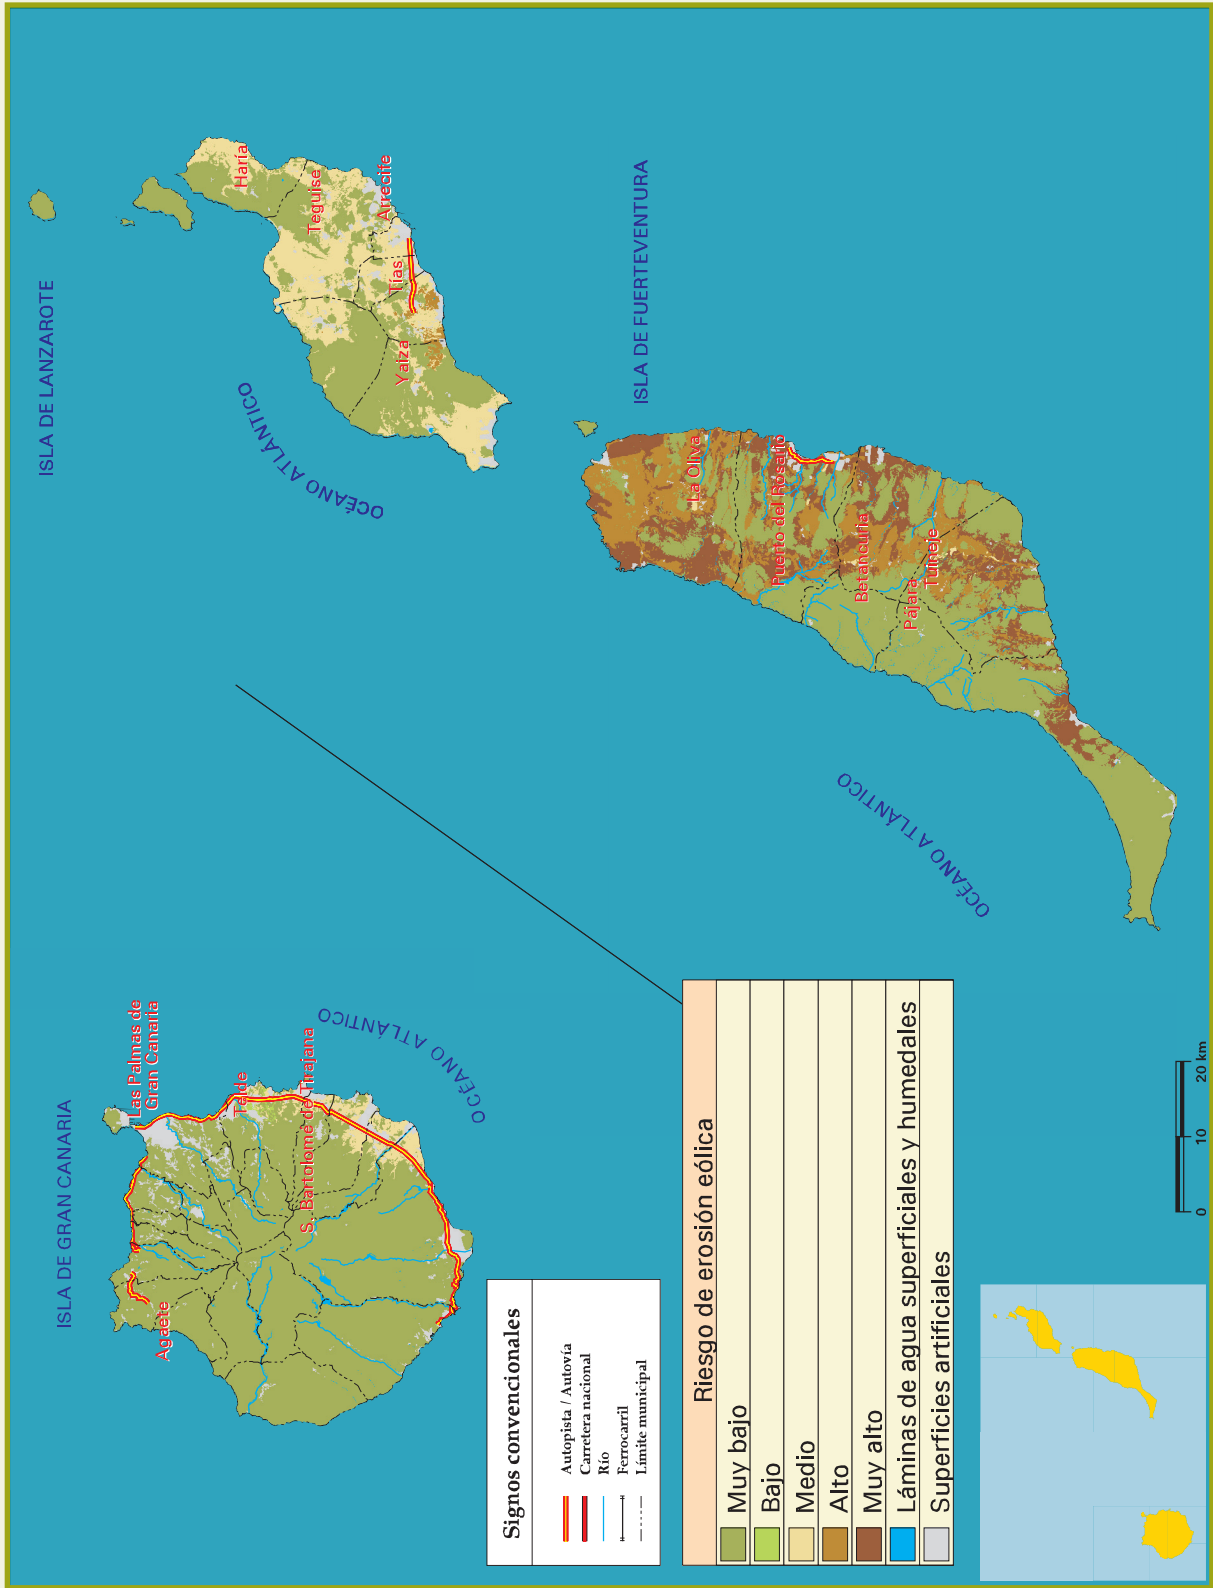 ISLA DE GRAN CANARIA
Las Palmas de
Gran Canaria
Agaete
Telde
S. Bartolomé de Tirajana
OCÉANO ATLÁNTICO
ISLA DE LANZAROTE
Haría
Teguise
Arrecife
Tías
Yaiza
OCÉANO ATLÁNTICO
ISLA DE FUERTEVENTURA
La Oliva
Puerto del Rosario
Betancuria
Pájara
Tuineje
OCÉANO ATLÁNTICO
Signos convencionales
Autopista / Autovía
Carretera nacional
Río
Ferrocarril
Límite municipal
Riesgo de erosión eólica
Muy bajo
Bajo
Medio
Alto
Muy alto
Láminas de agua superficiales y humedales
Superficies artificiales
0 10 20 km